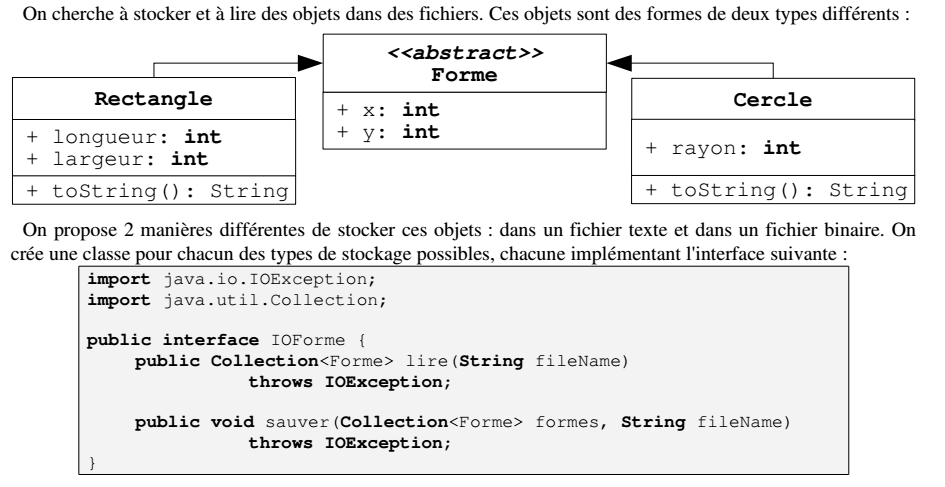 On cherche à stocker et à lire des objets dans des fichiers. Ces objets sont des formes de deux types différents :
<<abstract>>
Forme
+ x: int
+ y: int
Rectangle
+ longueur: int
+ largeur: int
+ toString(): String
Cercle
+ rayon: int
+ toString(): String
On propose 2 manières différentes de stocker ces objets : dans un fichier texte et dans un fichier binaire. On
crée une classe pour chacun des types de stockage possibles, chacune implémentant l'interface suivante :
import java.io.IOException;
import java.util.Collection;
public interface IOForme {
public Collection<Forme> lire(String fileName)
throws IOException;
public void sauver(Collection<Forme> formes, String fileName)
throws IOException;
}